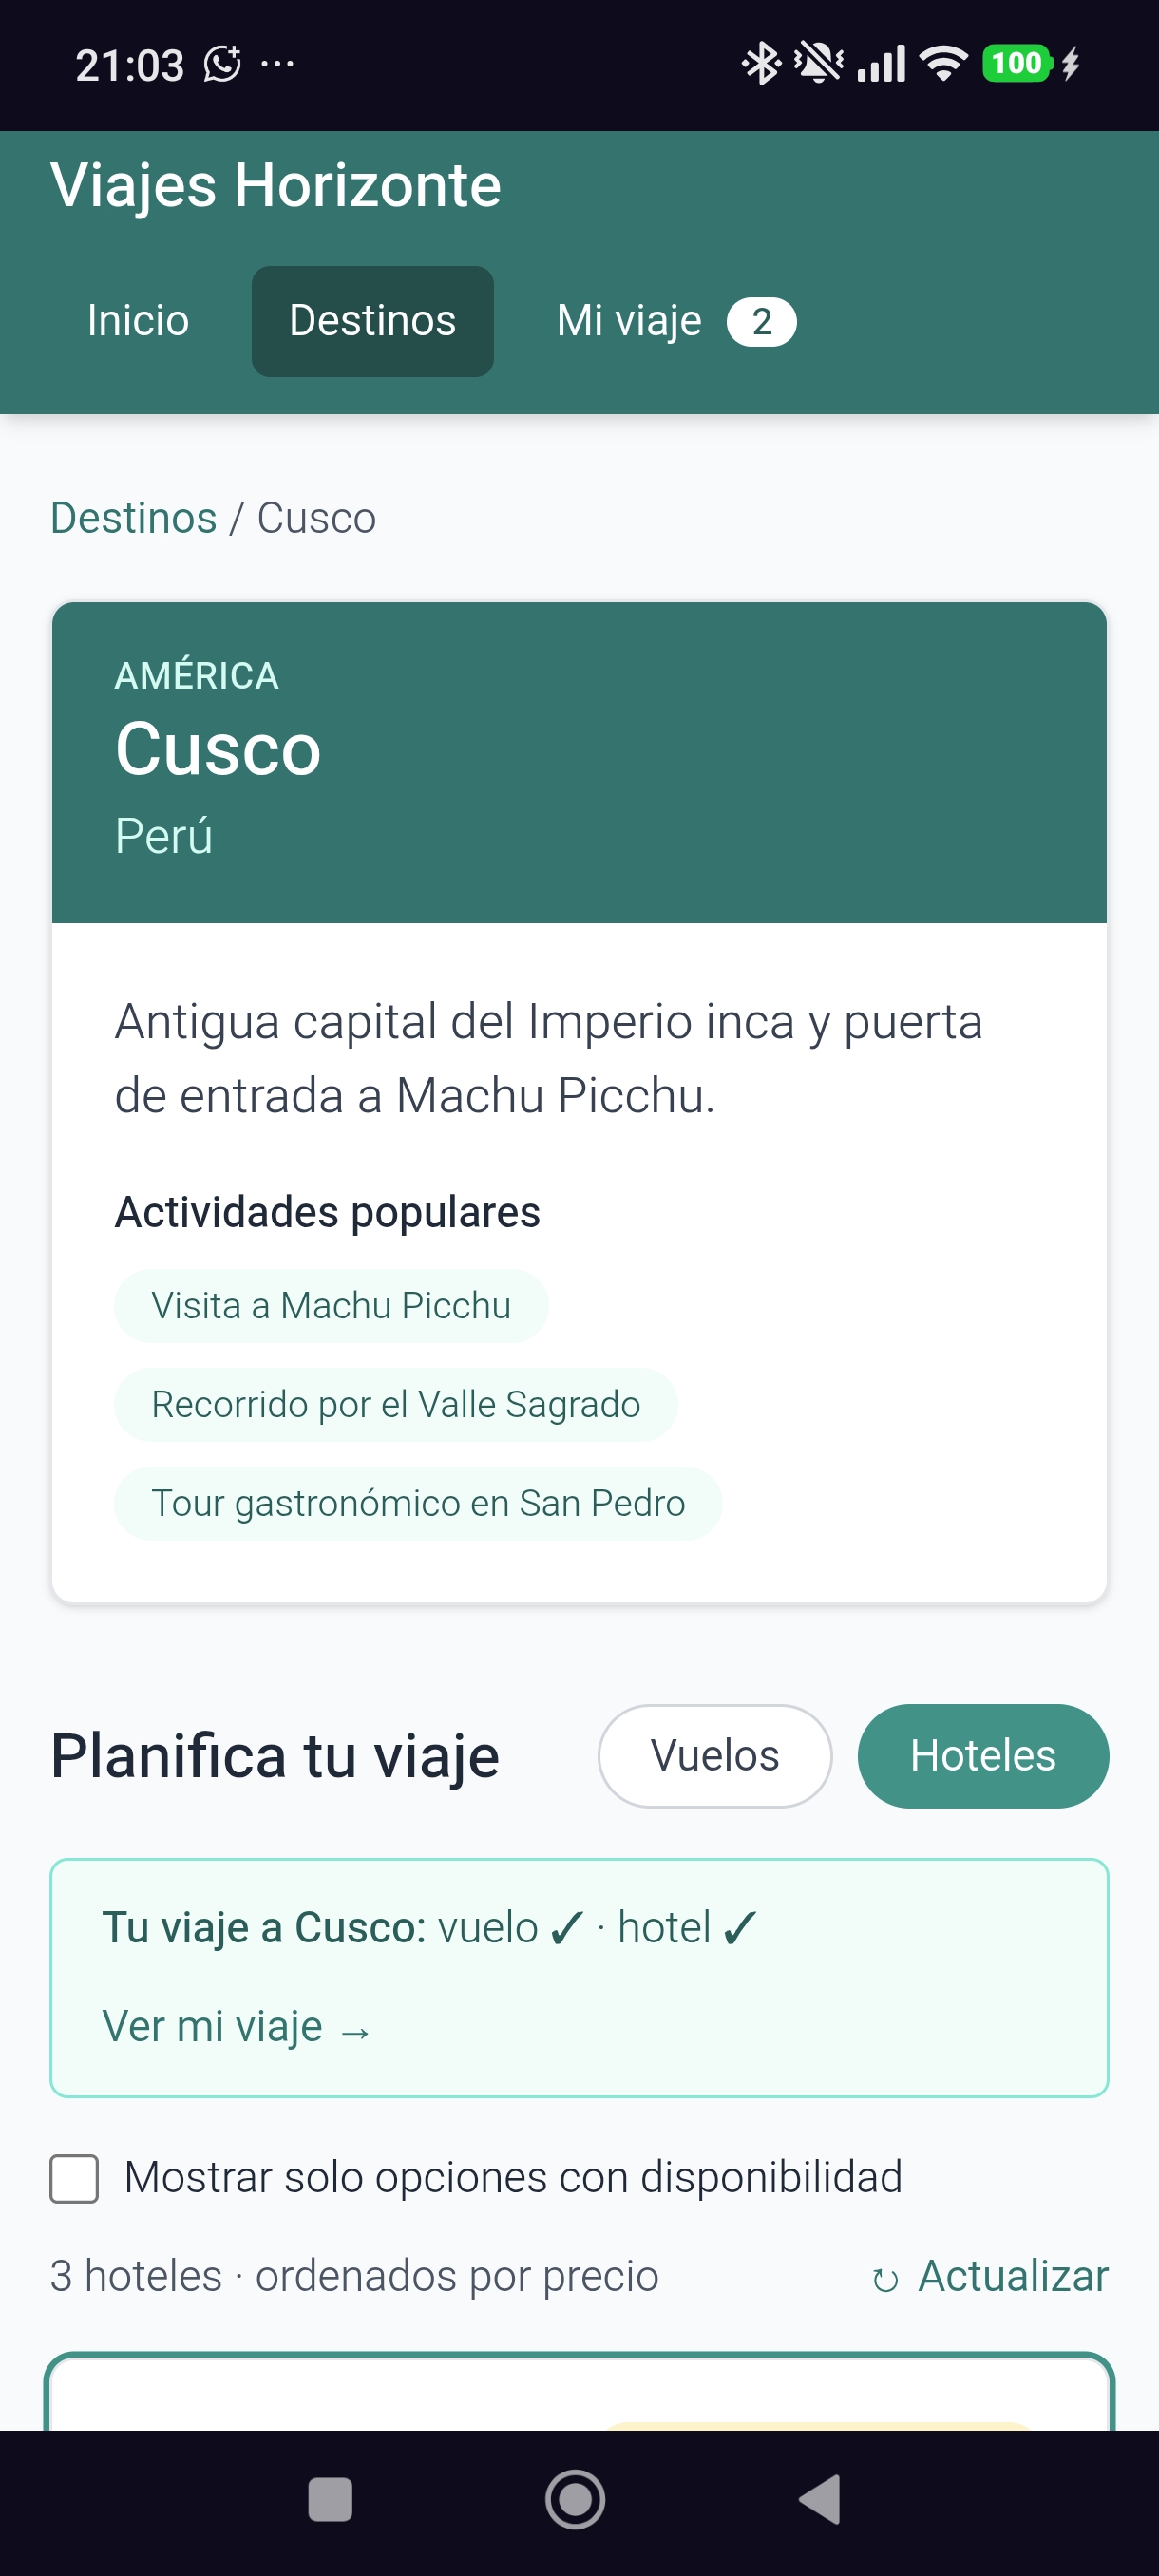 21:03
100
Viajes Horizonte
Inicio Destinos Mi viaje 2
Destinos / Cusco
AMÉRICA
Cusco
Perú
Antigua capital del Imperio inca y puerta
de entrada a Machu Picchu.
Actividades populares
Visita a Machu Picchu
Recorrido por el Valle Sagrado
Tour gastronómico en San Pedro
Planifica tu viaje Vuelos Hoteles
Tu viaje a Cusco: vuelo ✓ · hotel ✓
Ver mi viaje →
Mostrar solo opciones con disponibilidad
3 hoteles · ordenados por precio ↻ Actualizar